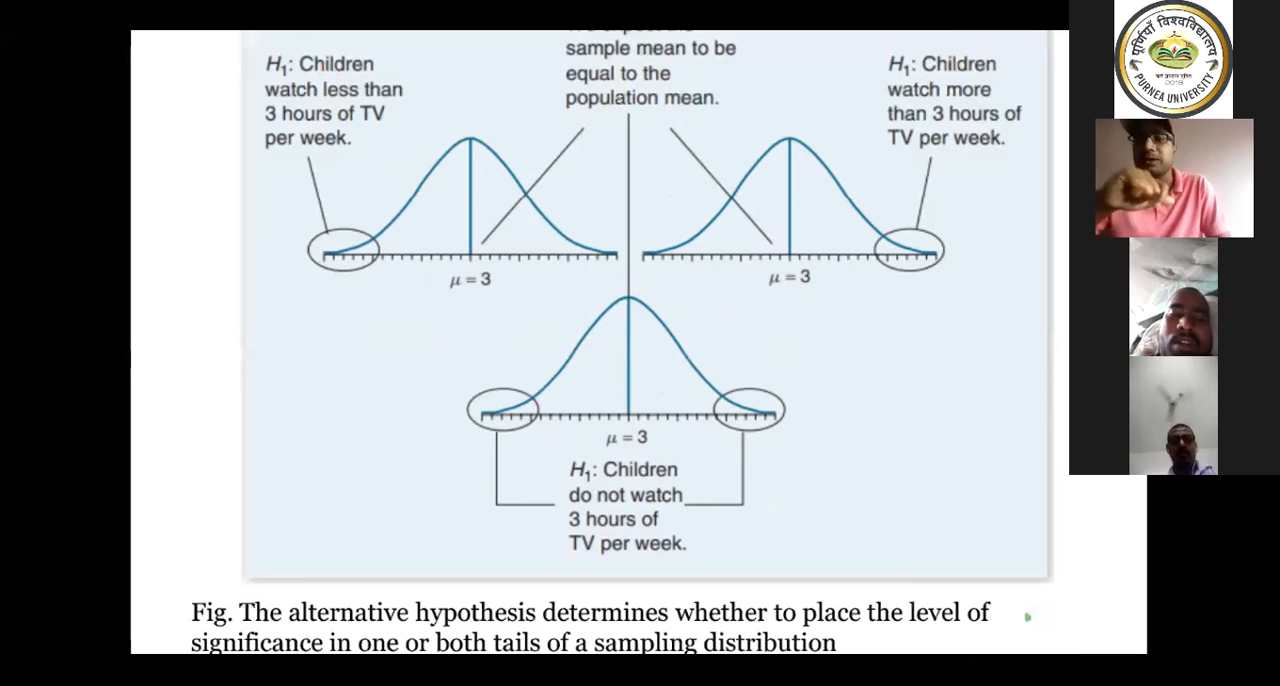 sample mean to be
equal to the
population mean.
H₁: Children
watch less than
3 hours of TV
per week.
H₁: Children
watch more
than 3 hours of
TV per week.
μ = 3
μ = 3
μ = 3
H₁: Children
do not watch
3 hours of
TV per week.
Fig. The alternative hypothesis determines whether to place the level of
significance in one or both tails of a sampling distribution
पूर्णियाँ विश्वविद्यालय
2018
PURNEA UNIVERSITY